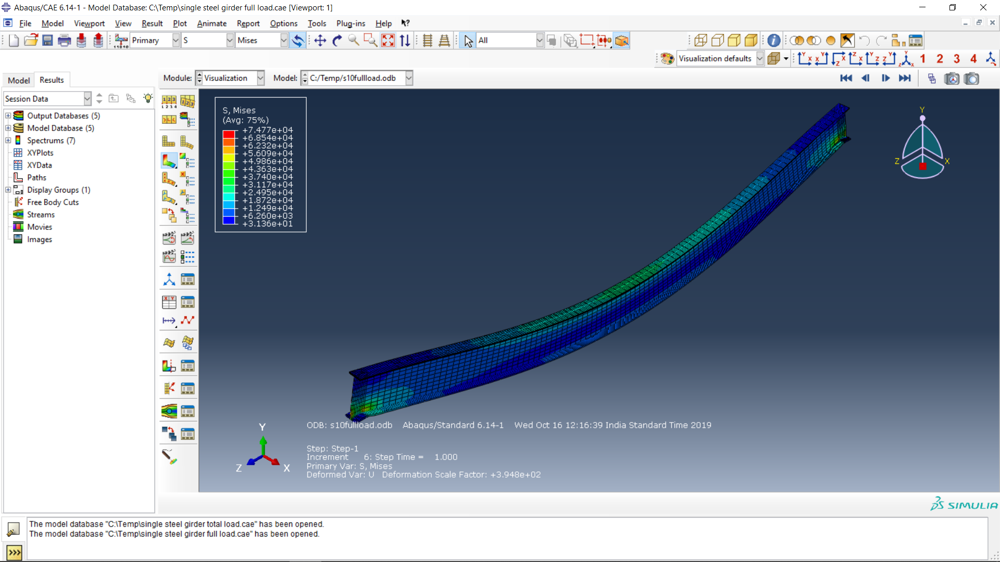 Abaqus/CAE 6.14-1 - Model Database: C:\Temp\single steel girder full load.cae [Viewport: 1]
File Model Viewport View Result Plot Animate Report Options Tools Plug-ins Help
Primary S Mises All
Visualization defaults 1 2 3 4
Model Results Module: Visualization Model: C:/Temp/s10fullload.odb
Session Data
Output Databases (5)
Model Database (5)
Spectrums (7)
XYPlots
XYData
Paths
Display Groups (1)
Free Body Cuts
Streams
Movies
Images
S, Mises
(Avg: 75%)
+7.477e+04
+6.854e+04
+6.232e+04
+5.609e+04
+4.986e+04
+4.363e+04
+3.740e+04
+3.117e+04
+2.495e+04
+1.872e+04
+1.249e+04
+6.260e+03
+3.136e+01
Y
Z X
Y
Z X
ODB: s10fullload.odb Abaqus/Standard 6.14-1 Wed Oct 16 12:16:39 India Standard Time 2019
Step: Step-1
Increment 6: Step Time = 1.000
Primary Var: S, Mises
Deformed Var: U Deformation Scale Factor: +3.948e+02
SIMULIA
The model database "C:\Temp\single steel girder total load.cae" has been opened.
The model database "C:\Temp\single steel girder full load.cae" has been opened.
>>>